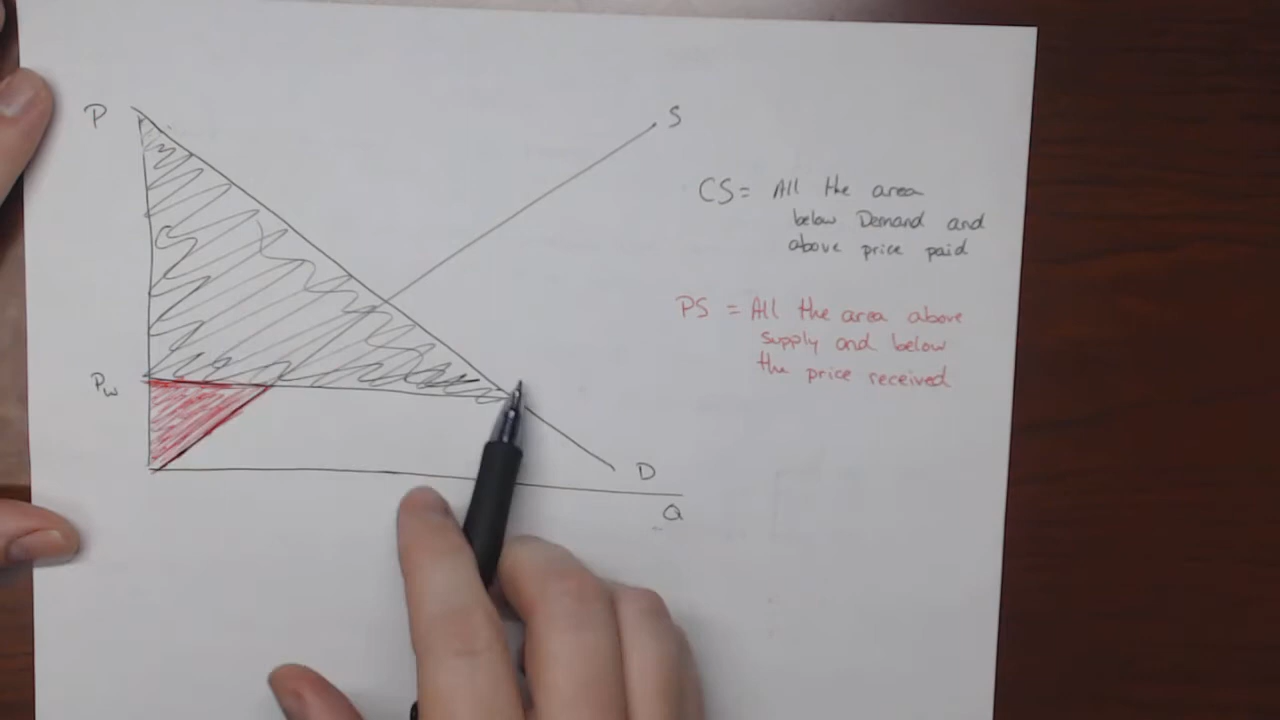 P
S
CS = All the area
below Demand and
above price paid
PS = All the area above
supply and below
the price received
Pw
D
Q